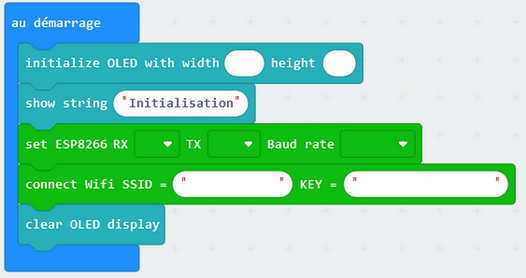 au démarrage
initialize OLED with width height
show string "Initialisation"
set ESP8266 RX TX Baud rate
connect Wifi SSID = " " KEY = " "
clear OLED display